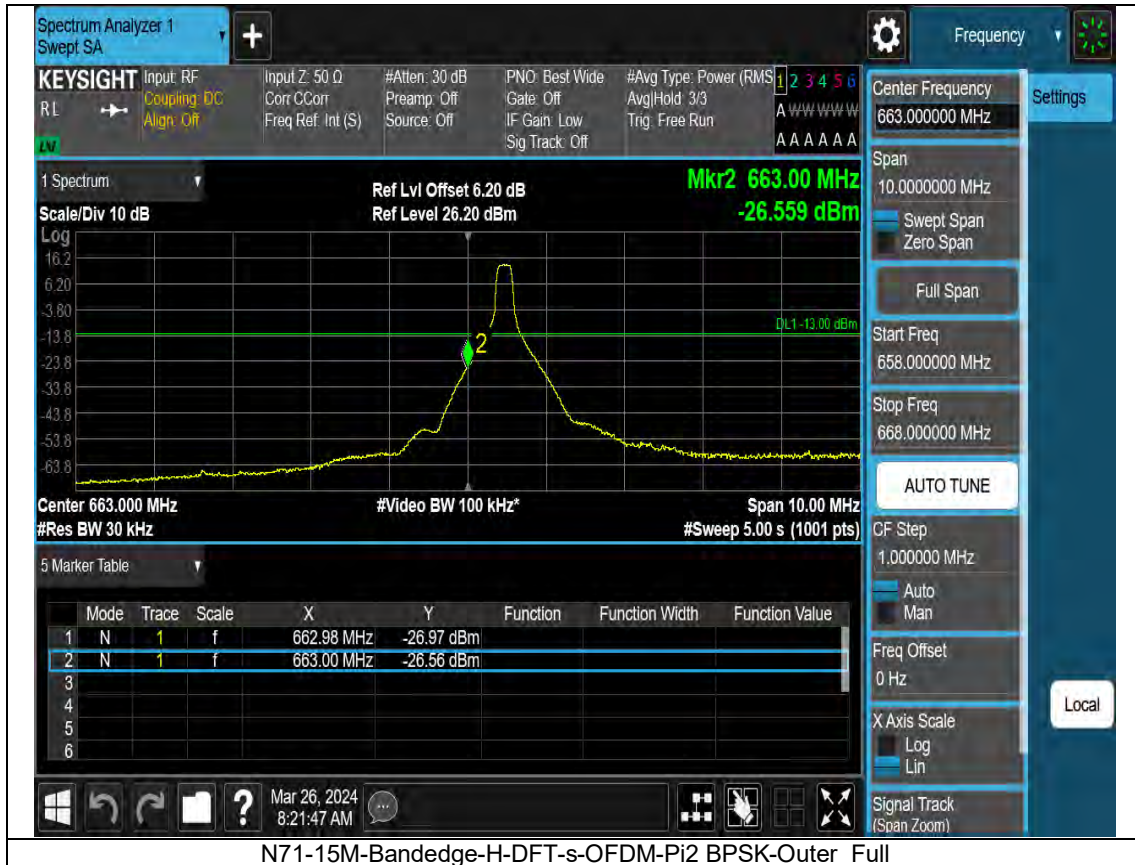 Spectrum Analyzer 1
Swept SA
Frequency
KEYSIGHT
RL
Input: RF
Coupling: DC
Align: Off
Input Z: 50 Ω
Corr CCorr
Freq Ref: Int (S)
#Atten: 30 dB
Preamp: Off
Source: Off
PNO: Best Wide
Gate: Off
IF Gain: Low
Sig Track: Off
#Avg Type: Power (RMS
Avg|Hold: 3/3
Trig: Free Run
1 2 3 4 5 6
A W W W W W
A A A A A A
1 Spectrum
Scale/Div 10 dB
Ref Lvl Offset 6.20 dB
Ref Level 26.20 dBm
Mkr2 663.00 MHz
-26.559 dBm
Log
16.2
6.20
-3.80
-13.8
-23.8
-33.8
-43.8
-53.8
-63.8
DL1 -13.00 dBm
2
Center 663.000 MHz
#Res BW 30 kHz
#Video BW 100 kHz*
Span 10.00 MHz
#Sweep 5.00 s (1001 pts)
5 Marker Table
Mode Trace Scale X Y Function Function Width Function Value
1 N 1 f 662.98 MHz -26.97 dBm
2 N 1 f 663.00 MHz -26.56 dBm
3
4
5
6
Mar 26, 2024
8:21:47 AM
Center Frequency
663.000000 MHz
Settings
Span
10.0000000 MHz
Swept Span
Zero Span
Full Span
Start Freq
658.000000 MHz
Stop Freq
668.000000 MHz
AUTO TUNE
CF Step
1.000000 MHz
Auto
Man
Freq Offset
0 Hz
X Axis Scale
Log
Lin
Local
Signal Track
(Span Zoom)
N71-15M-Bandedge-H-DFT-s-OFDM-Pi2 BPSK-Outer_Full